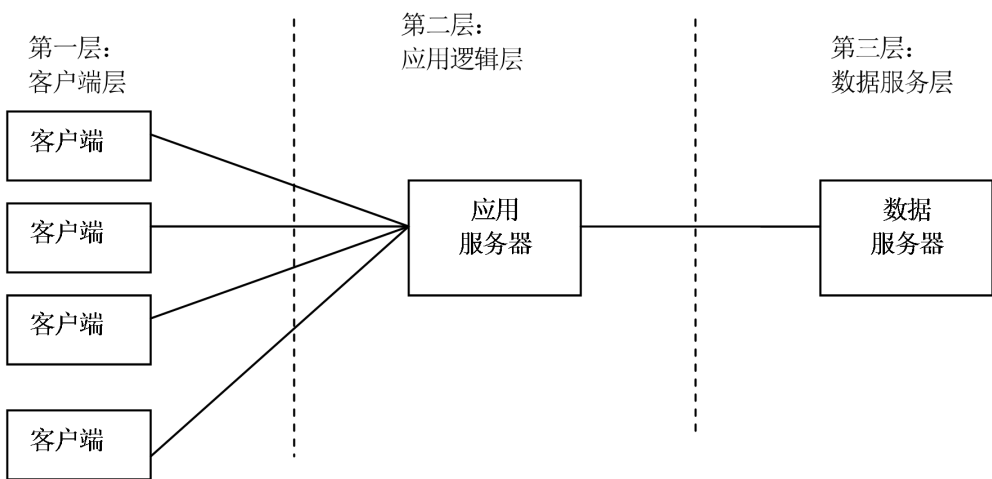 第一层：
客户端层
第二层：
应用逻辑层
第三层：
数据服务层
客户端
客户端
客户端
客户端
应用
服务器
数据
服务器